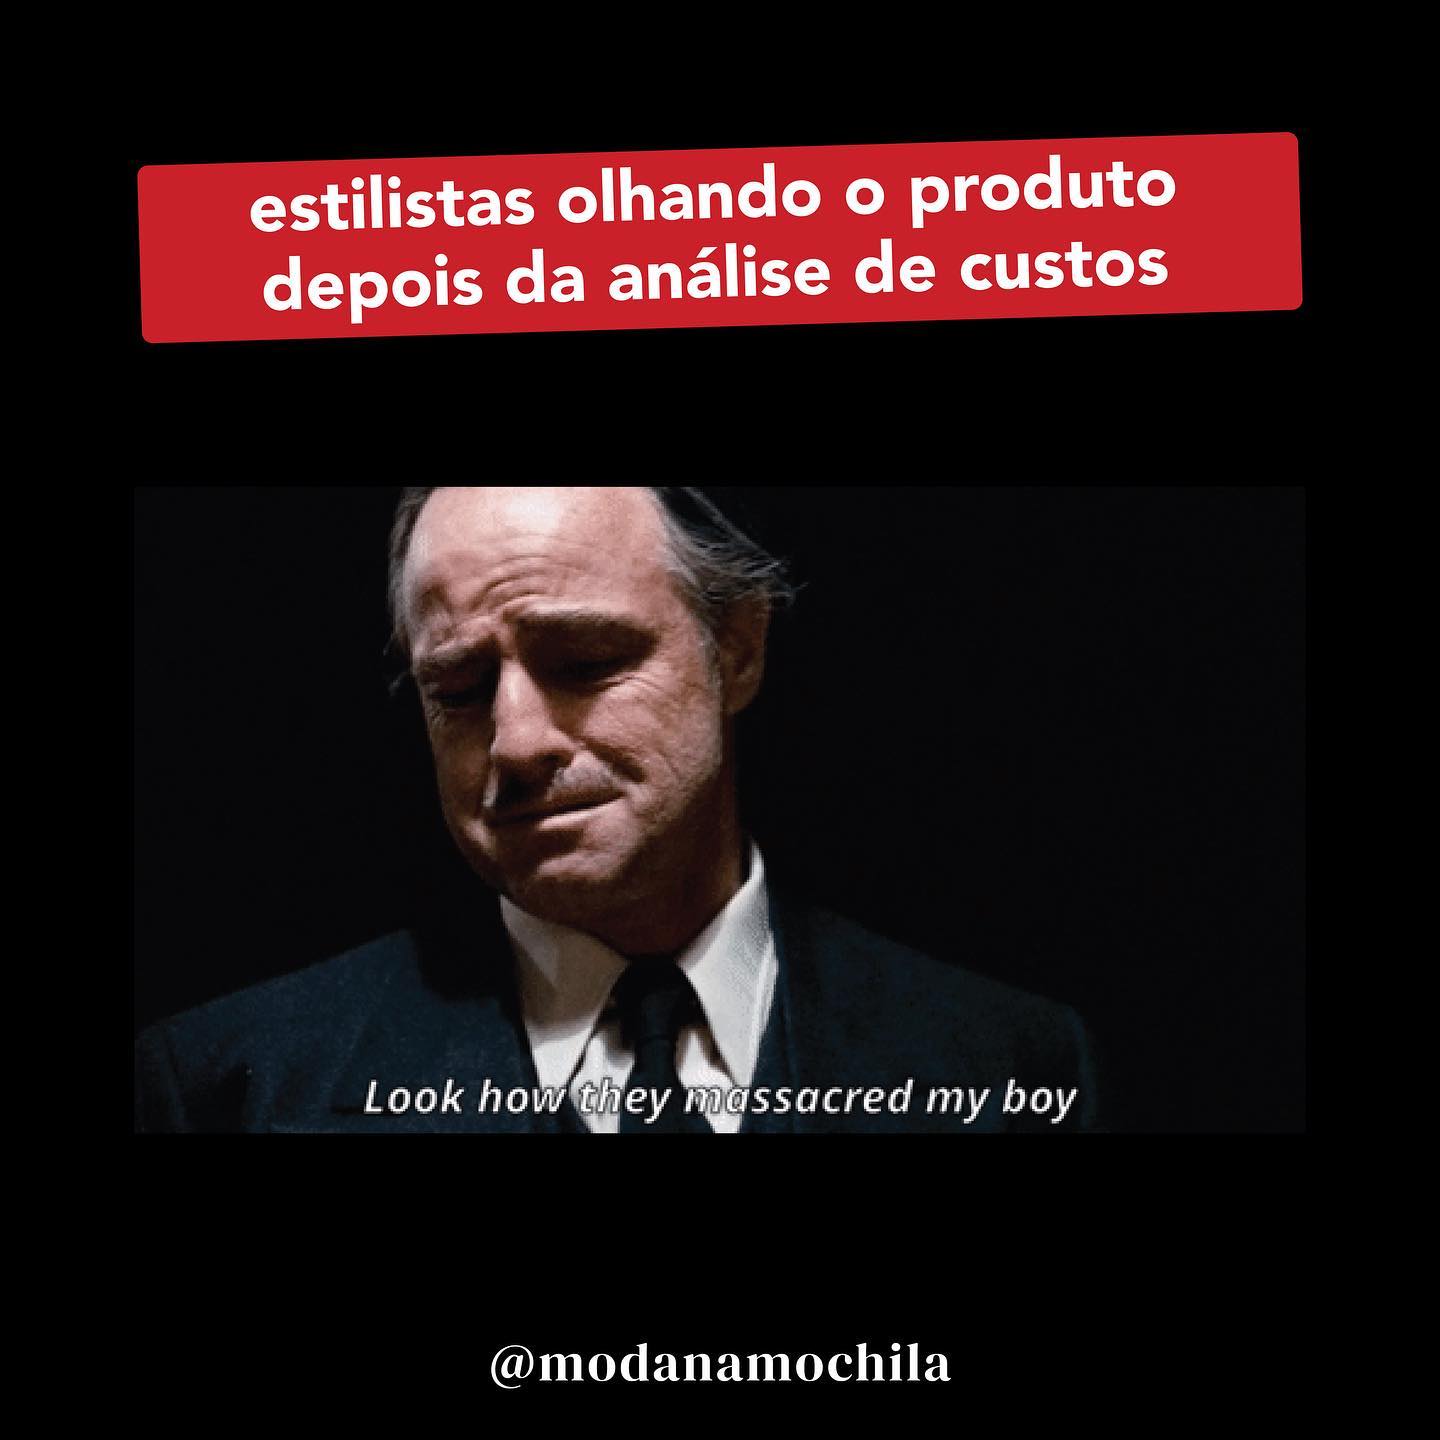 estilistas olhando o produto
depois da análise de custos
Look how they massacred my boy
@modanamochila